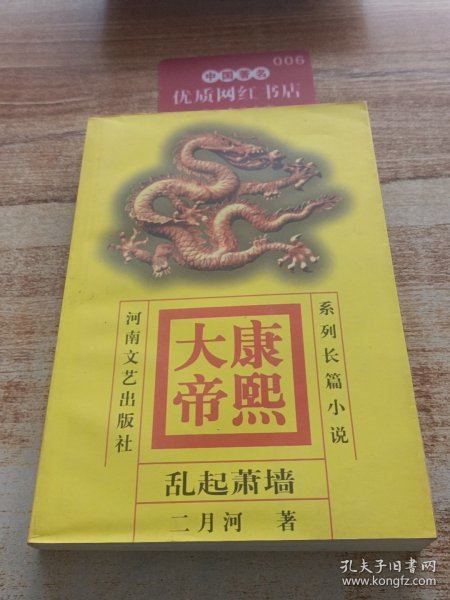 006
中国著名
优质网红书店
系列长篇小说
康熙
大帝
河南文艺出版社
乱起萧墙
二月河 著
孔夫子旧书网
www.kongfz.com